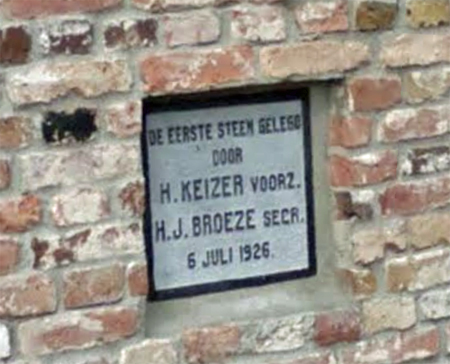 DE EERSTE STEEN GELEGD
DOOR
H. KEIZER VOORZ.
H.J. BROEZE SECR.
6 JULI 1926.